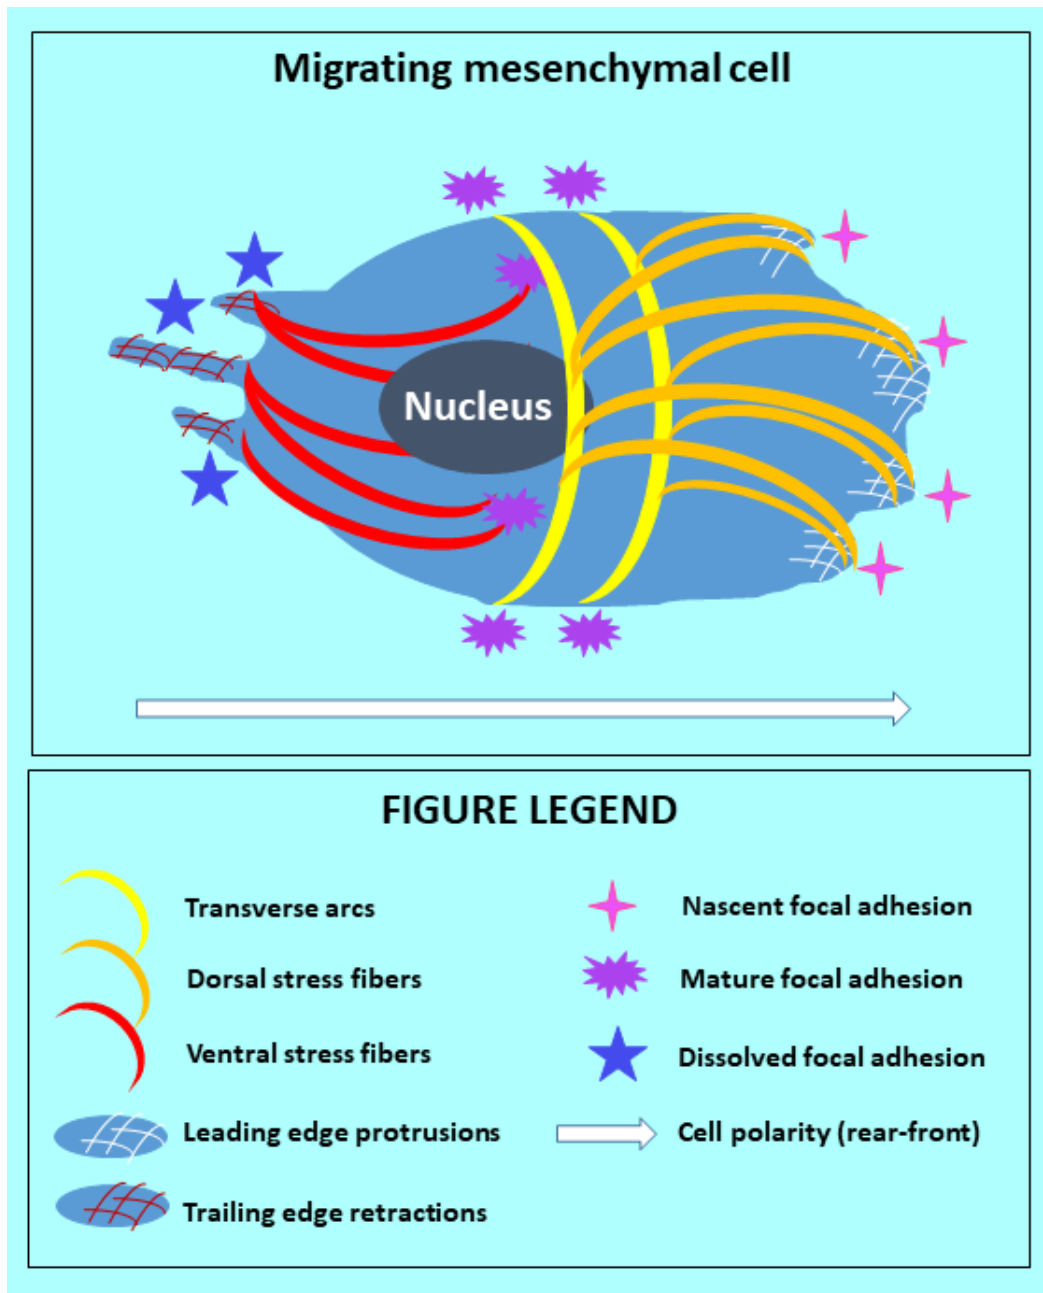 Migrating mesenchymal cell
Nucleus
FIGURE LEGEND
Transverse arcs
Nascent focal adhesion
Dorsal stress fibers
Mature focal adhesion
Ventral stress fibers
Dissolved focal adhesion
Leading edge protrusions
Cell polarity (rear-front)
Trailing edge retractions